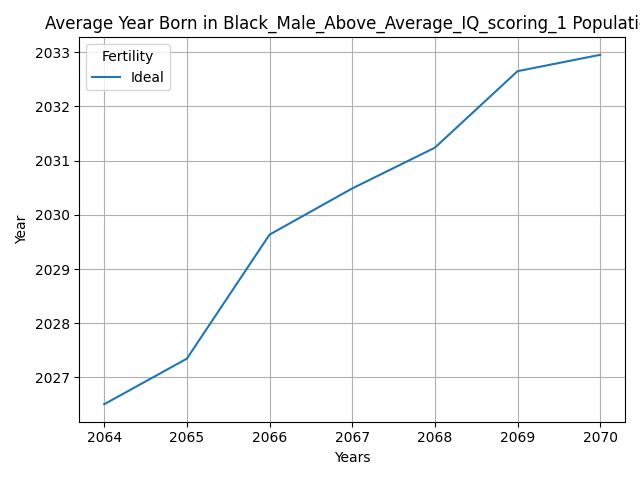 Average Year Born in Black_Male_Above_Average_IQ_scoring_1 Populati
Fertility
Ideal
2033
2032
2031
2030
2029
2028
2027
Year
2064 2065 2066 2067 2068 2069 2070
Years